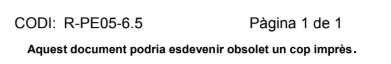 CODI: R-PE05-6.5 Pàgina 1 de 1
Aquest document podria esdevenir obsolet un cop imprès.